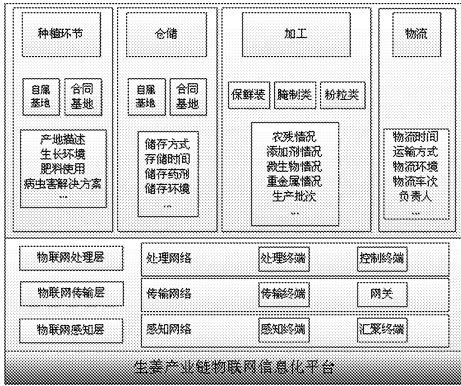 种植环节
自属
基地
合同
基地
产地描述
生长环境
肥料使用
病虫害解决方案
...
仓储
自属
基地
合同
基地
储存方式
存储时间
储存药剂
储存环境
...
加工
保鲜装
腌制类
粉粒类
农残情况
添加剂情况
微生物情况
重金属情况
生产批次
...
物流
物流时间
运输方式
物流环境
物流车次
负责人
...
物联网处理层
处理网络
处理终端
控制终端
物联网传输层
传输网络
传输终端
网关
物联网感知层
感知网络
感知终端
汇聚终端
生姜产业链物联网信息化平台